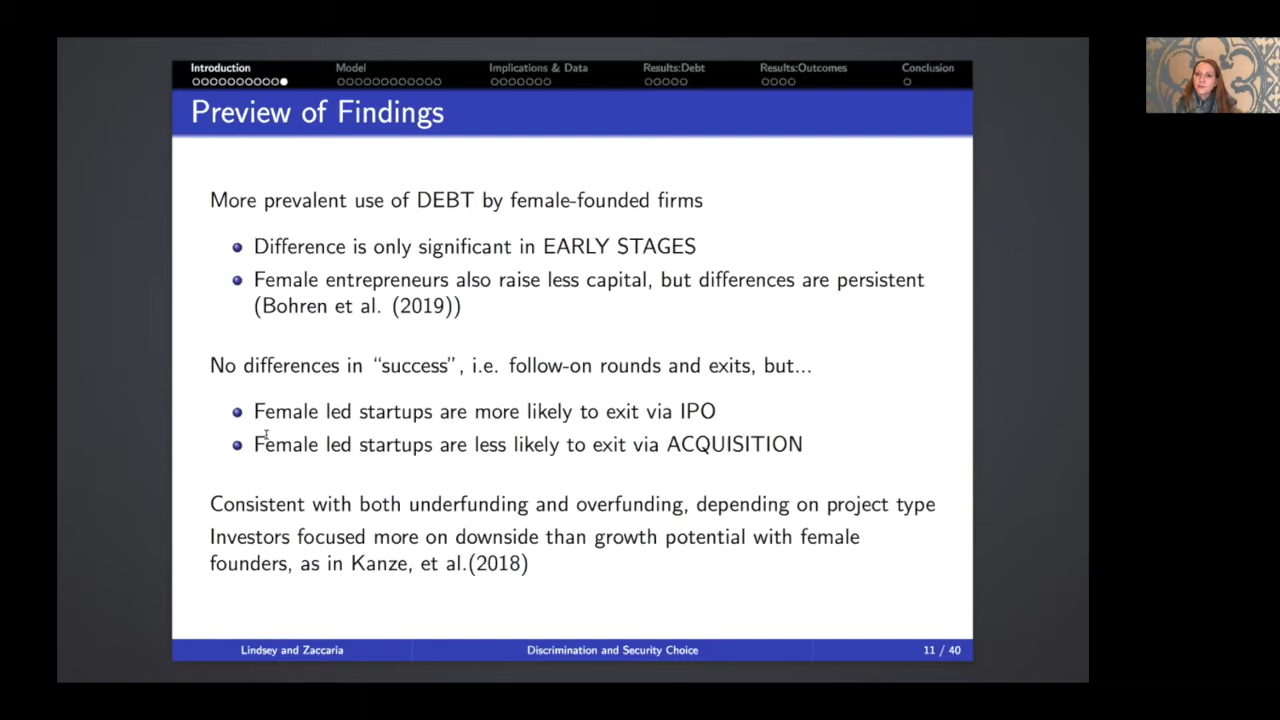 Introduction Model Implications & Data Results:Debt Results:Outcomes Conclusion
Preview of Findings
More prevalent use of DEBT by female-founded firms
Difference is only significant in EARLY STAGES
Female entrepreneurs also raise less capital, but differences are persistent
(Bohren et al. (2019))
No differences in “success”, i.e. follow-on rounds and exits, but...
Female led startups are more likely to exit via IPO
Female led startups are less likely to exit via ACQUISITION
Consistent with both underfunding and overfunding, depending on project type
Investors focused more on downside than growth potential with female
founders, as in Kanze, et al.(2018)
Lindsey and Zaccaria Discrimination and Security Choice 11 / 40